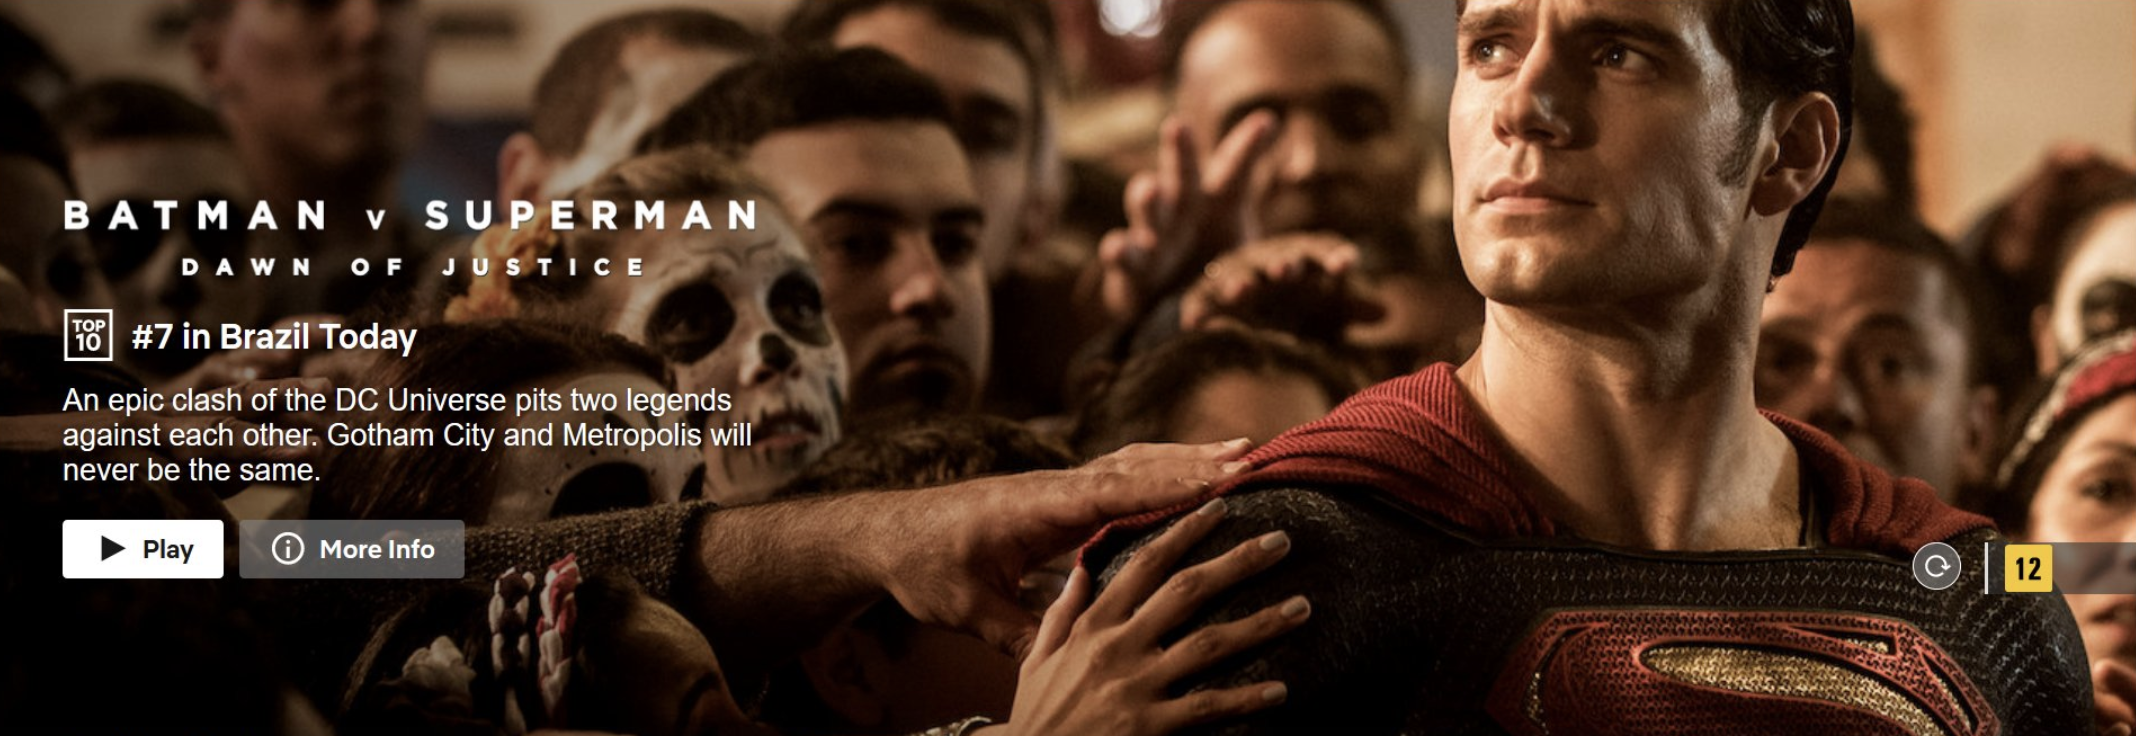 BATMAN v SUPERMAN
DAWN OF JUSTICE
TOP
10
#7 in Brazil Today
An epic clash of the DC Universe pits two legends
against each other. Gotham City and Metropolis will
never be the same.
Play
More Info
12